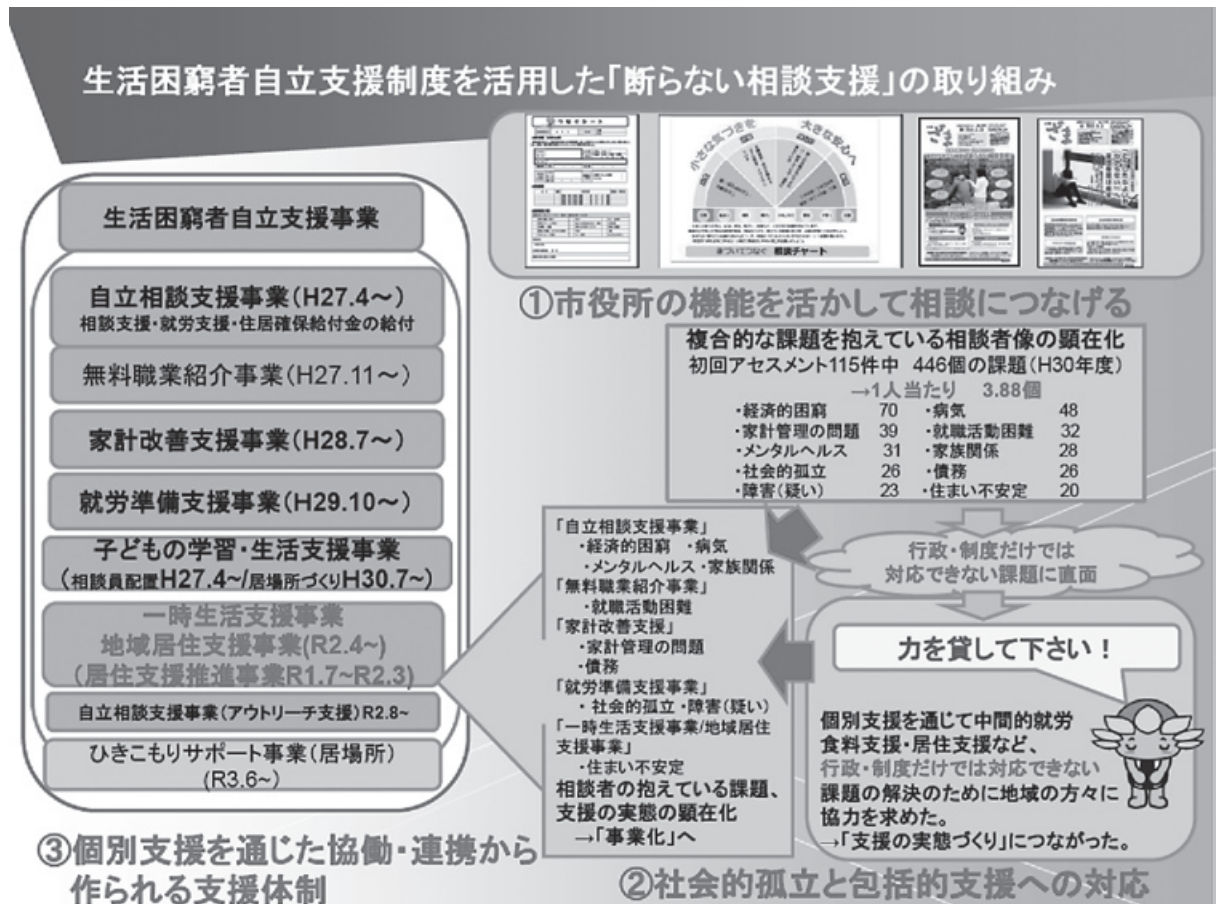 生活困窮者自立支援制度を活用した「断らない相談支援」の取り組み
小さな気づきを
大きな安心へ
相談チャート
ざま
ざま
①市役所の機能を活かして相談につなげる
生活困窮者自立支援事業
自立相談支援事業(H27.4～)
相談支援・就労支援・住居確保給付金の給付
無料職業紹介事業(H27.11～)
家計改善支援事業(H28.7～)
就労準備支援事業(H29.10～)
子どもの学習・生活支援事業
(相談員配置H27.4~/居場所づくりH30.7~)
一時生活支援事業
地域居住支援事業(R2.4~)
(居住支援推進事業R1.7~R2.3)
自立相談支援事業(アウトリーチ支援)R2.8~
ひきこもりサポート事業(居場所)
(R3.6~)
③個別支援を通じた協働・連携から
作られる支援体制
複合的な課題を抱えている相談者像の顕在化
初回アセスメント115件中 446個の課題(H30年度)
→1人当たり 3.88個
・経済的困窮 70 ・病気 48
・家計管理の問題 39 ・就職活動困難 32
・メンタルヘルス 31 ・家族関係 28
・社会的孤立 26 ・債務 26
・障害(疑い) 23 ・住まい不安定 20
行政・制度だけでは
対応できない課題に直面
力を貸して下さい！
個別支援を通じて中間的就労
食料支援・居住支援など、
行政・制度だけでは対応できない
課題の解決のために地域の方々に
協力を求めた。
→「支援の実態づくり」につながった。
「自立相談支援事業」
・経済的困窮 ・病気
・メンタルヘルス ・家族関係
「無料職業紹介事業」
・就職活動困難
「家計改善支援」
・家計管理の問題
・債務
「就労準備支援事業」
・社会的孤立 ・障害(疑い)
「一時生活支援事業/地域居住
支援事業」
・住まい不安定
相談者の抱えている課題、
支援の実態の顕在化
→「事業化」へ
②社会的孤立と包括的支援への対応